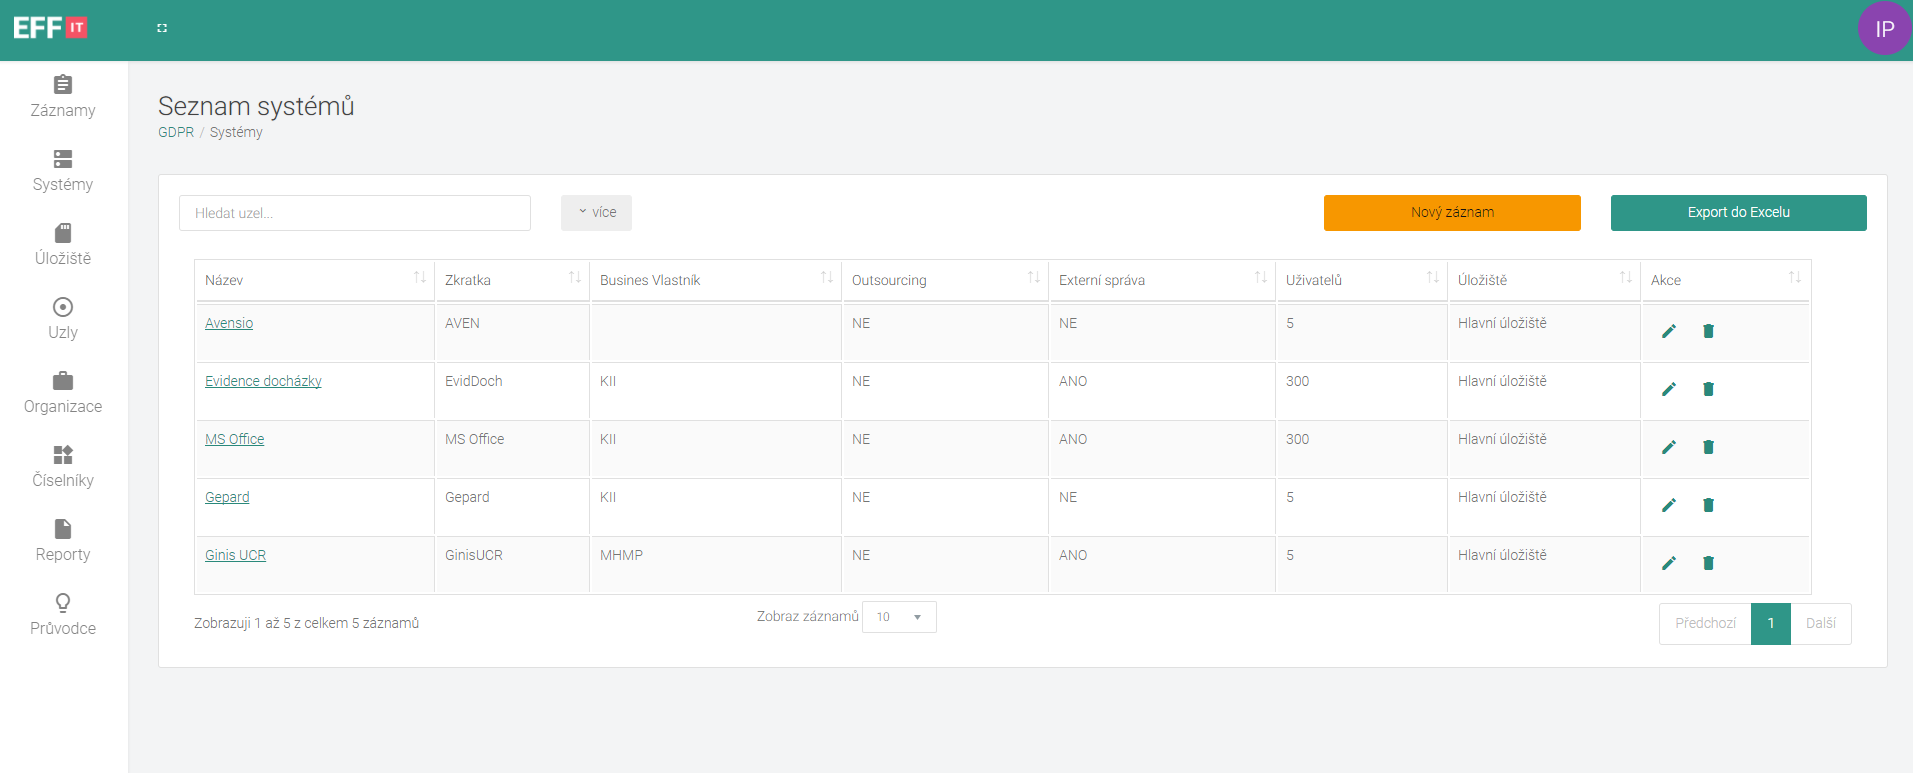 EFF IT
IP
Záznamy
Systémy
Úložiště
Uzly
Organizace
Číselníky
Reporty
Průvodce
Seznam systémů
GDPR / Systémy
Hledat uzel...
více
Nový záznam
Export do Excelu
Název Zkratka Busines Vlastník Outsourcing Externí správa Uživatelů Úložiště Akce
Avensio AVEN NE NE 5 Hlavní úložiště
Evidence docházky EvidDoch KII NE ANO 300 Hlavní úložiště
MS Office MS Office KII NE ANO 300 Hlavní úložiště
Gepard Gepard KII NE NE 5 Hlavní úložiště
Ginis UCR GinisUCR MHMP NE ANO 5 Hlavní úložiště
Zobrazuji 1 až 5 z celkem 5 záznamů
Zobraz záznamů 10
Předchozí 1 Další